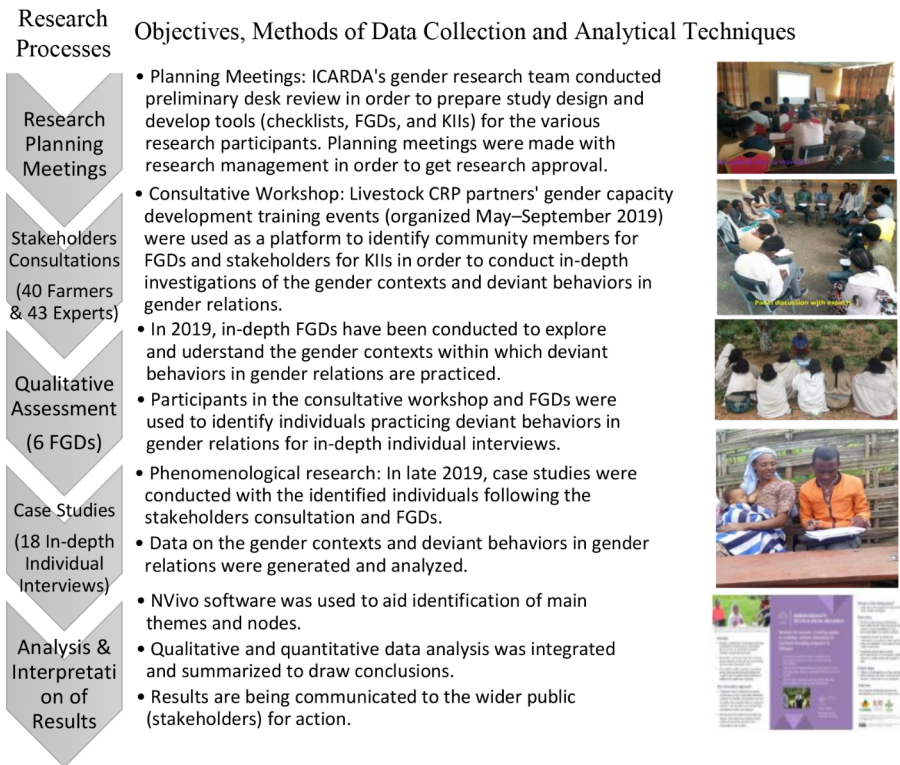 Research
Processes
Objectives, Methods of Data Collection and Analytical Techniques
Research
Planning
Meetings
• Planning Meetings: ICARDA's gender research team conducted
preliminary desk review in order to prepare study design and
develop tools (checklists, FGDs, and KIIs) for the various
research participants. Planning meetings were made with
research management in order to get research approval.
Stakeholders
Consultations
(40 Farmers
& 43 Experts)
• Consultative Workshop: Livestock CRP partners' gender capacity
development training events (organized May–September 2019)
were used as a platform to identify community members for
FGDs and stakeholders for KIIs in order to conduct in-depth
investigations of the gender contexts and deviant behaviors in
gender relations.
Panel discussion with experts
Qualitative
Assessment
(6 FGDs)
• In 2019, in-depth FGDs have been conducted to explore
and uderstand the gender contexts within which deviant
behaviors in gender relations are practiced.
• Participants in the consultative workshop and FGDs were
used to identify individuals practicing deviant behaviors in
gender relations for in-depth individual interviews.
Case Studies
(18 In-depth
Individual
Interviews)
• Phenomenological research: In late 2019, case studies were
conducted with the identified individuals following the
stakeholders consultation and FGDs.
• Data on the gender contexts and deviant behaviors in gender
relations were generated and analyzed.
Analysis &
Interpretati
on of
Results
• NVivo software was used to aid identification of main
themes and nodes.
• Qualitative and quantitative data analysis was integrated
and summarized to draw conclusions.
• Results are being communicated to the wider public
(stakeholders) for action.